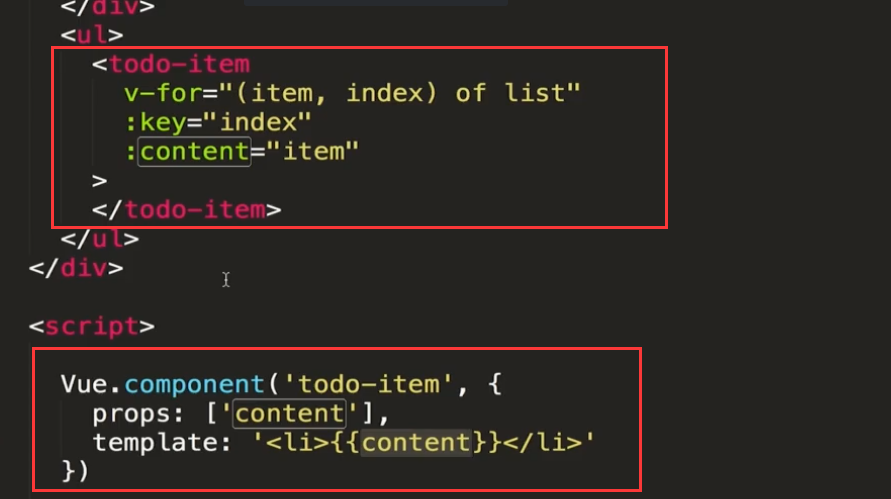 </div>
<ul>
<todo-item
v-for="(item, index) of list"
:key="index"
:content="item"
>
</todo-item>
</ul>
</div>
<script>
Vue.component('todo-item', {
props: ['content'],
template: '<li>{{content}}</li>'
})